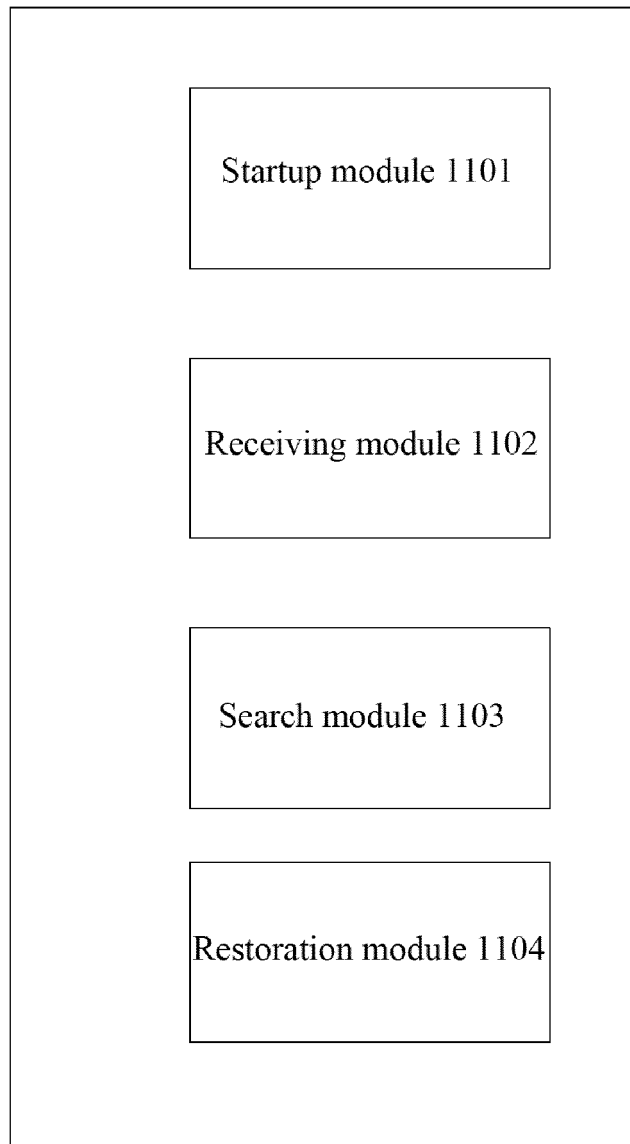 Startup module 1101
Receiving module 1102
Search module 1103
Restoration module 1104